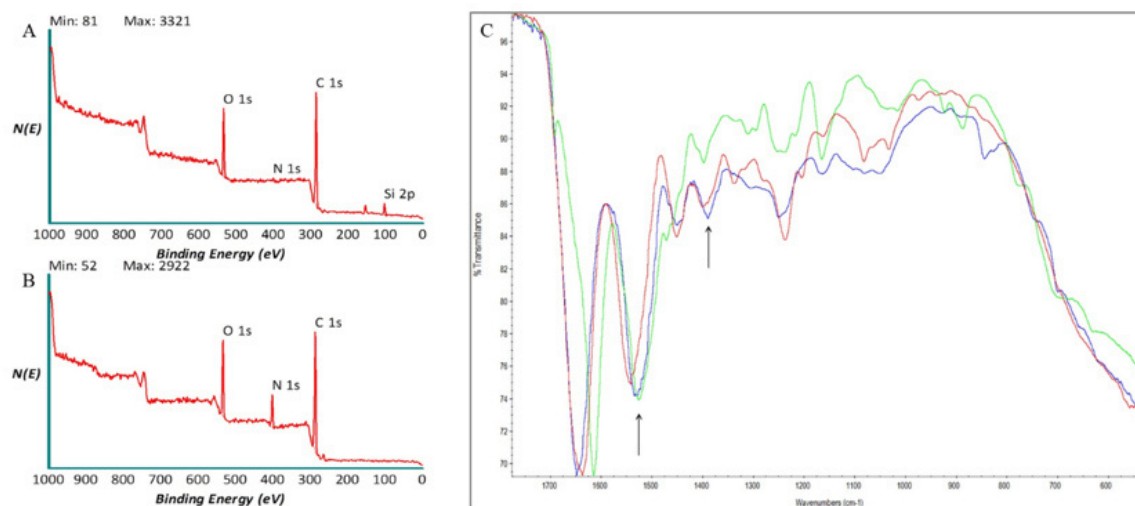 A
Min: 81 Max: 3321
C 1s
O 1s
N(E)
N 1s
Si 2p
1000 900 800 700 600 500 400 300 200 100 0
Binding Energy (eV)
B
Min: 52 Max: 2922
O 1s
C 1s
N 1s
N(E)
1000 900 800 700 600 500 400 300 200 100 0
Binding Energy (eV)
C
96
94
92
90
88
86
84
82
80
78
76
74
72
70
% Transmittance
1700 1600 1500 1400 1300 1200 1100 1000 900 800 700 600
Wavenumbers (cm-1)